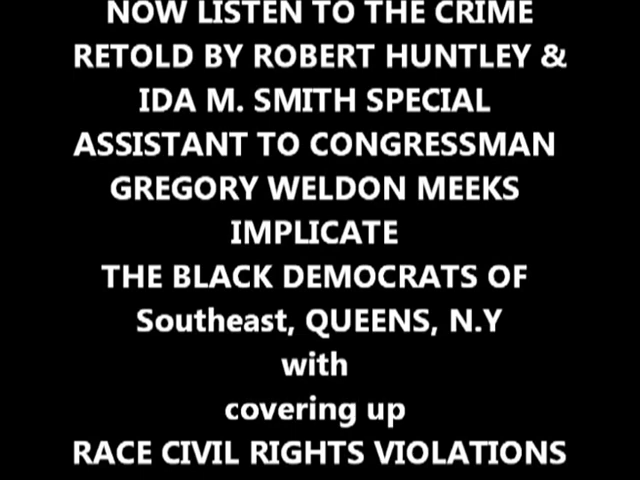 NOW LISTEN TO THE CRIME
RETOLD BY ROBERT HUNTLEY &
IDA M. SMITH SPECIAL
ASSISTANT TO CONGRESSMAN
GREGORY WELDON MEEKS
IMPLICATE
THE BLACK DEMOCRATS OF
Southeast, QUEENS, N.Y
with
covering up
RACE CIVIL RIGHTS VIOLATIONS